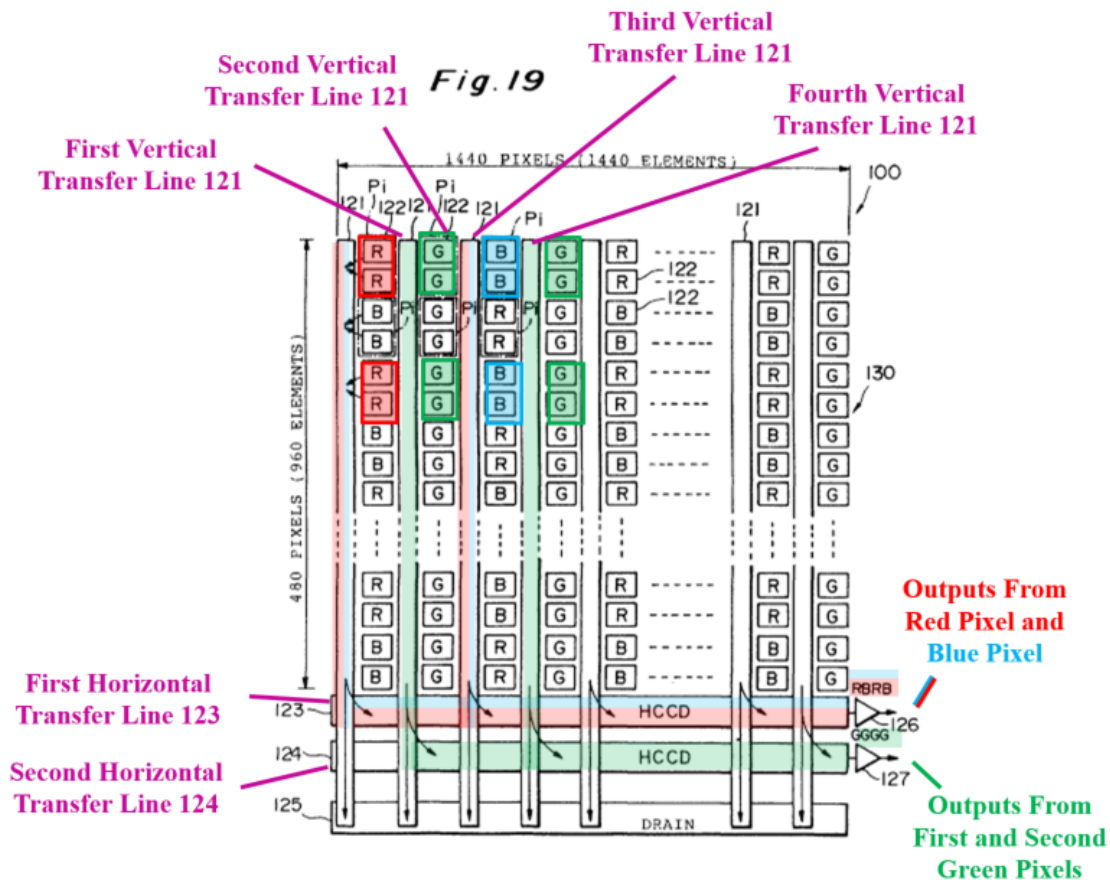 Third Vertical
Transfer Line 121
Second Vertical
Transfer Line 121
Fig.19
Fourth Vertical
Transfer Line 121
First Vertical
Transfer Line 121
1440 PIXELS (1440 ELEMENTS)
100
Pi Pi
121 122 121 122 121 Pi 121
R G B G R R G
R G B G R 122 R G
B Pi G Pi R Pi G B 122 B G
B G R G B B G
R G B G R R G 130
R G B G R R G
B G R G B B G
B G R G B B G
R G B G R R G
480 PIXELS (960 ELEMENTS)
R G B G R R G
R G B G R R G
B G R G B B G
B G R G B B G
Outputs From
Red Pixel and
Blue Pixel
First Horizontal
Transfer Line 123
RBRB
123 HCCD 126
GGGG
Second Horizontal
Transfer Line 124
124 HCCD 127
125 DRAIN
Outputs From
First and Second
Green Pixels